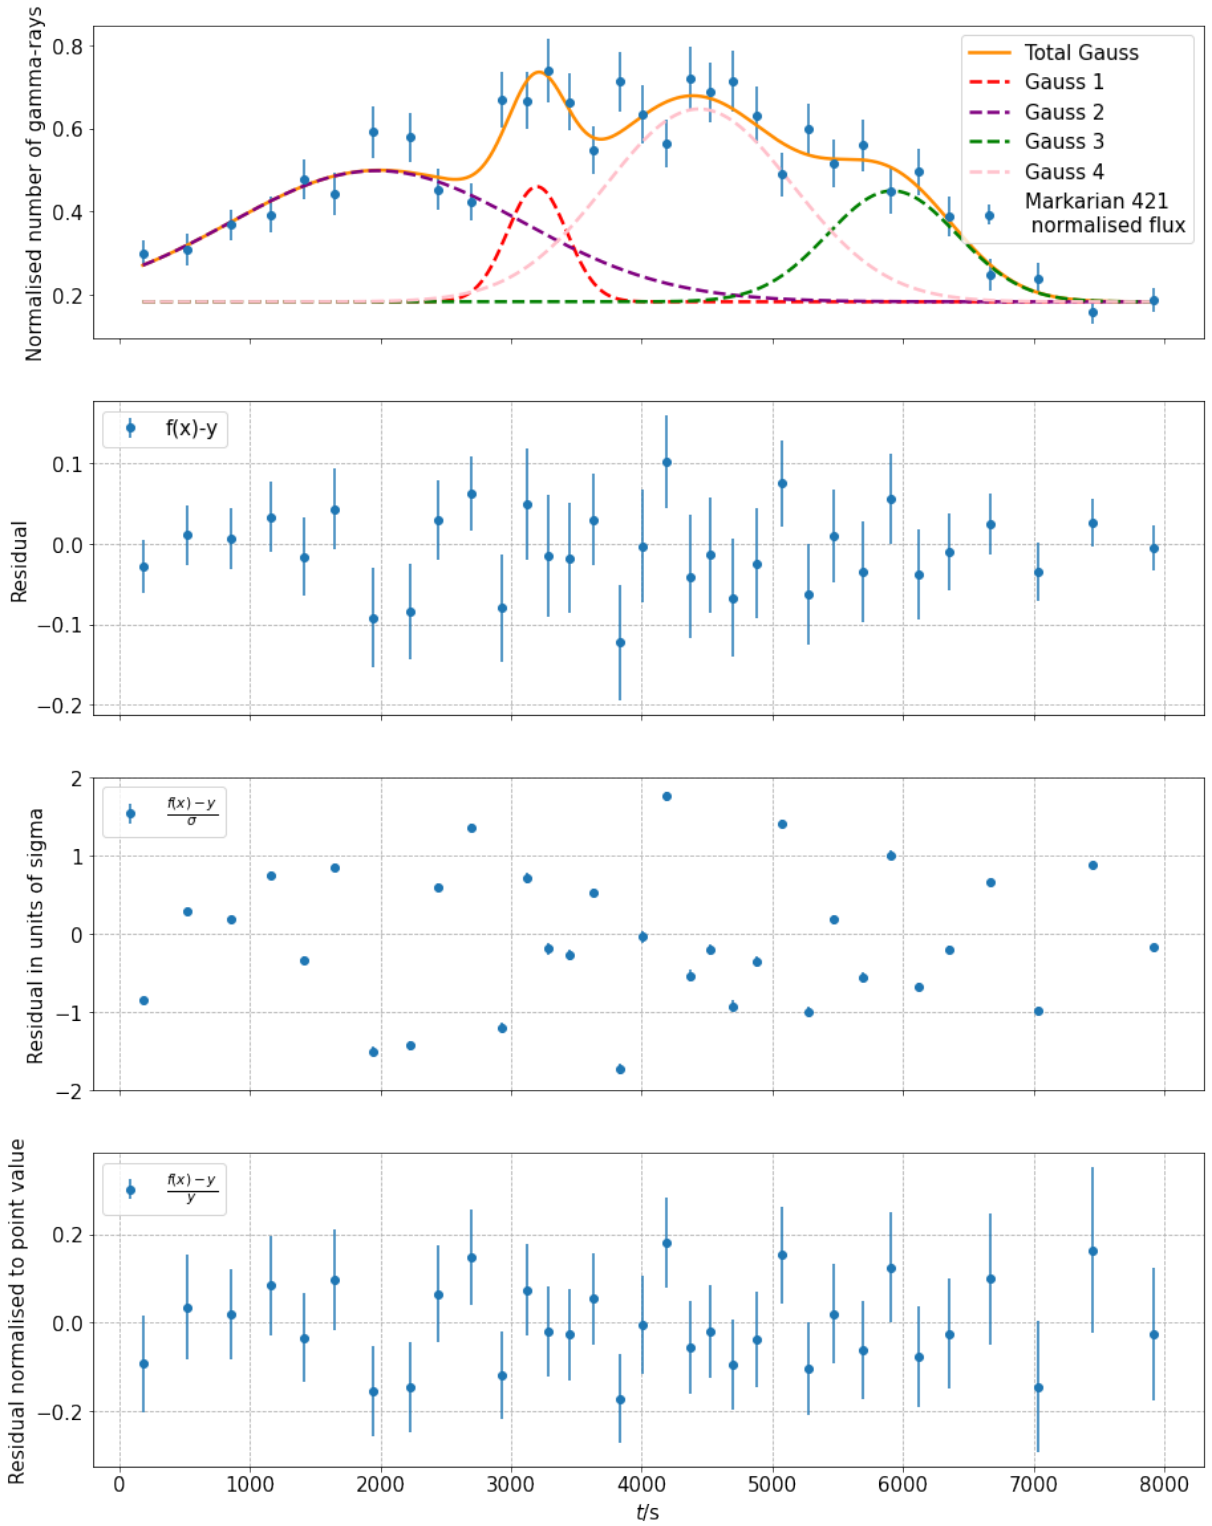 Normalised number of gamma-rays
0.8
0.6
0.4
0.2
Total Gauss
Gauss 1
Gauss 2
Gauss 3
Gauss 4
Markarian 421
normalised flux
Residual
0.1
0.0
−0.1
−0.2
f(x)-y
Residual in units of sigma
2
1
0
−1
−2
f(x) − y
σ
Residual normalised to point value
0.2
0.0
−0.2
f(x) − y
y
0 1000 2000 3000 4000 5000 6000 7000 8000
t/s